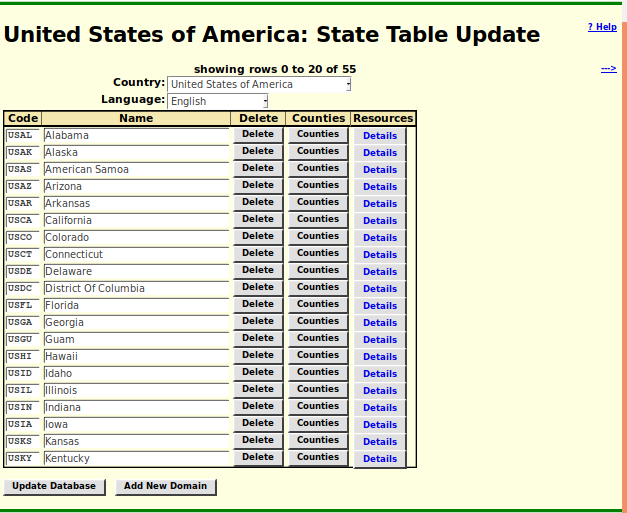 United States of America: State Table Update
? Help
showing rows 0 to 20 of 55
--->
Country: United States of America
Language: English
Code Name Delete Counties Resources
USAL Alabama Delete Counties Details
USAK Alaska Delete Counties Details
USAS American Samoa Delete Counties Details
USAZ Arizona Delete Counties Details
USAR Arkansas Delete Counties Details
USCA California Delete Counties Details
USCO Colorado Delete Counties Details
USCT Connecticut Delete Counties Details
USDE Delaware Delete Counties Details
USDC District Of Columbia Delete Counties Details
USFL Florida Delete Counties Details
USGA Georgia Delete Counties Details
USGU Guam Delete Counties Details
USHI Hawaii Delete Counties Details
USID Idaho Delete Counties Details
USIL Illinois Delete Counties Details
USIN Indiana Delete Counties Details
USIA Iowa Delete Counties Details
USKS Kansas Delete Counties Details
USKY Kentucky Delete Counties Details
Update Database Add New Domain